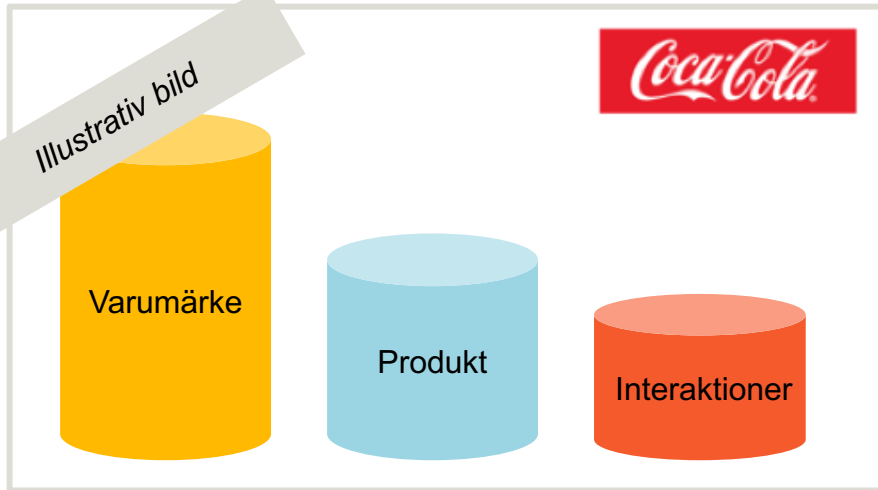 Illustrativ bild
Coca-Cola
Varumärke
Produkt
Interaktioner